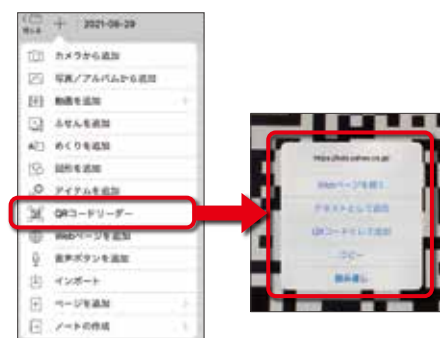 2021-06-29
カメラから追加
写真/アルバムから追加
動画を追加
ふせんを追加
めくりを追加
図形を追加
アイテムを追加
QRコードリーダー
Webページを追加
音声ボタンを追加
インポート
ページを追加
ノートの作成
Webページを開く
テキストとして追加
QRコードとして追加
コピー
読み直し